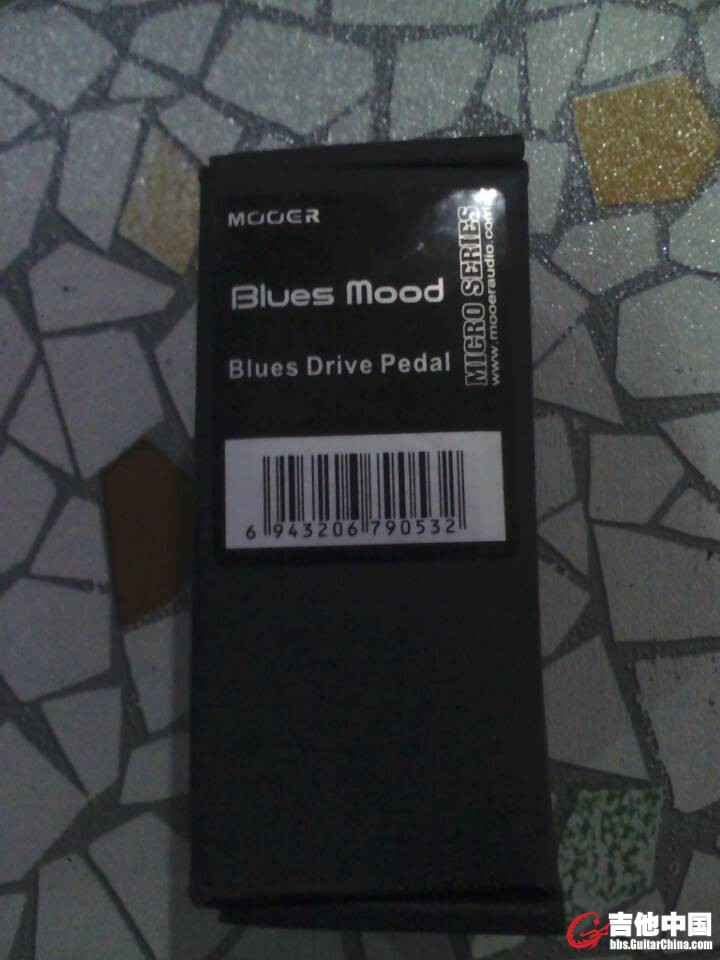 MOOER
Blues Mood
Blues Drive Pedal
MICRO SERIES
www.mooeraudio.com
6 943206 790532
吉他中国
bbs.GuitarChina.com